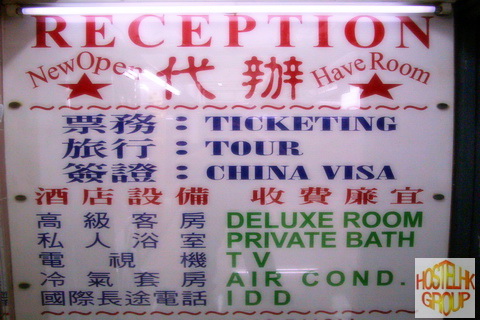 RECEPTION
New Open 代辦 Have Room
票務：TICKETING
旅行：TOUR
簽證：CHINA VISA
酒店設備 收費廉宜
高級客房 DELUXE ROOM
私人浴室 PRIVATE BATH
電視機 TV
冷氣套房 AIR COND.
國際長途電話 IDD
HOSTELHK
GROUP